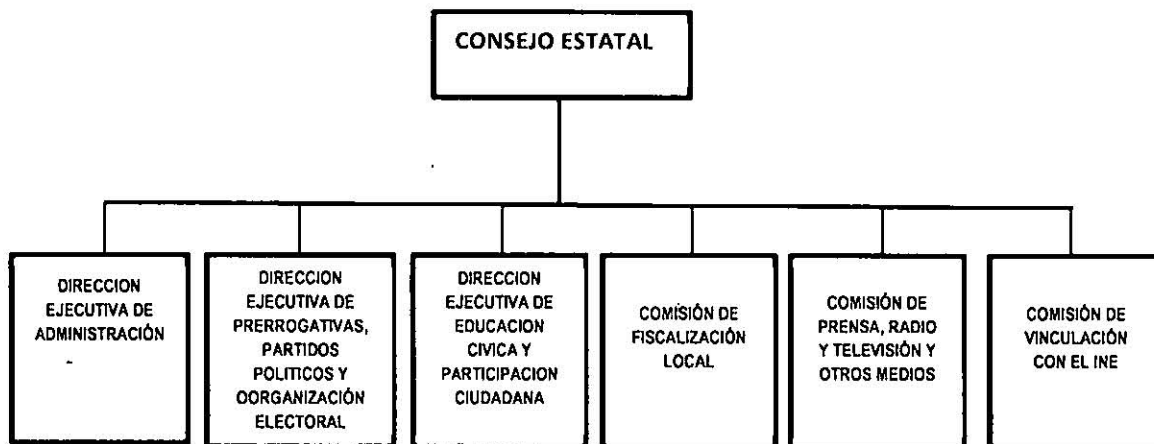 CONSEJO ESTATAL
DIRECCION
EJECUTIVA DE
ADMINISTRACIÓN
DIRECCION
EJECUTIVA DE
PRERROGATIVAS,
PARTIDOS
POLITICOS Y
OORGANIZACIÓN
ELECTORAL
DIRECCION
EJECUTIVA DE
EDUCACION
CIVICA Y
PARTICIPACION
CIUDADANA
COMISIÓN DE
FISCALIZACIÓN
LOCAL
COMISIÓN DE
PRENSA, RADIO
Y TELEVISIÓN Y
OTROS MEDIOS
COMISIÓN DE
VINCULACIÓN
CON EL INE